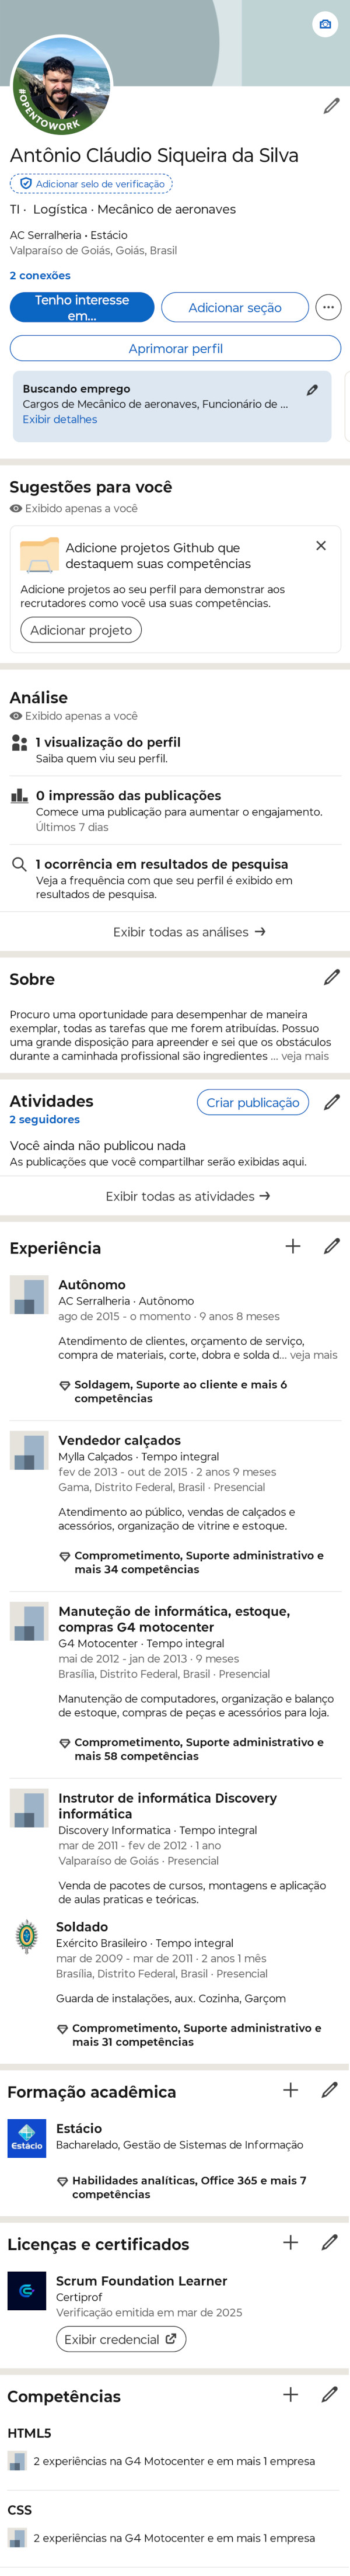 #OPENTOWORK
Antônio Cláudio Siqueira da Silva
Adicionar selo de verificação
TI · Logística · Mecânico de aeronaves
AC Serralheria • Estácio
Valparaíso de Goiás, Goiás, Brasil
2 conexões
Tenho interesse
em...
Adicionar seção
Aprimorar perfil
Buscando emprego
Cargos de Mecânico de aeronaves, Funcionário de ...
Exibir detalhes
Sugestões para você
Exibido apenas a você
Adicione projetos Github que
destaquem suas competências
Adicione projetos ao seu perfil para demonstrar aos
recrutadores como você usa suas competências.
Adicionar projeto
Análise
Exibido apenas a você
1 visualização do perfil
Saiba quem viu seu perfil.
0 impressão das publicações
Comece uma publicação para aumentar o engajamento.
Últimos 7 dias
1 ocorrência em resultados de pesquisa
Veja a frequência com que seu perfil é exibido em
resultados de pesquisa.
Exibir todas as análises →
Sobre
Procuro uma oportunidade para desempenhar de maneira
exemplar, todas as tarefas que me forem atribuídas. Possuo
uma grande disposição para apreender e sei que os obstáculos
durante a caminhada profissional são ingredientes ... veja mais
Atividades
Criar publicação
2 seguidores
Você ainda não publicou nada
As publicações que você compartilhar serão exibidas aqui.
Exibir todas as atividades →
Experiência
Autônomo
AC Serralheria · Autônomo
ago de 2015 - o momento · 9 anos 8 meses
Atendimento de clientes, orçamento de serviço,
compra de materiais, corte, dobra e solda d... veja mais
Soldagem, Suporte ao cliente e mais 6
competências
Vendedor calçados
Mylla Calçados · Tempo integral
fev de 2013 - out de 2015 · 2 anos 9 meses
Gama, Distrito Federal, Brasil · Presencial
Atendimento ao público, vendas de calçados e
acessórios, organização de vitrine e estoque.
Comprometimento, Suporte administrativo e
mais 34 competências
Manuteção de informática, estoque,
compras G4 motocenter
G4 Motocenter · Tempo integral
mai de 2012 - jan de 2013 · 9 meses
Brasília, Distrito Federal, Brasil · Presencial
Manutenção de computadores, organização e balanço
de estoque, compras de peças e acessórios para loja.
Comprometimento, Suporte administrativo e
mais 58 competências
Instrutor de informática Discovery
informática
Discovery Informatica · Tempo integral
mar de 2011 - fev de 2012 · 1 ano
Valparaíso de Goiás · Presencial
Venda de pacotes de cursos, montagens e aplicação
de aulas praticas e teóricas.
Soldado
Exército Brasileiro · Tempo integral
mar de 2009 - mar de 2011 · 2 anos 1 mês
Brasília, Distrito Federal, Brasil · Presencial
Guarda de instalações, aux. Cozinha, Garçom
Comprometimento, Suporte administrativo e
mais 31 competências
Formação acadêmica
Estácio
Estácio
Bacharelado, Gestão de Sistemas de Informação
Habilidades analíticas, Office 365 e mais 7
competências
Licenças e certificados
Scrum Foundation Learner
Certiprof
Verificação emitida em mar de 2025
Exibir credencial
Competências
HTML5
2 experiências na G4 Motocenter e em mais 1 empresa
CSS
2 experiências na G4 Motocenter e em mais 1 empresa